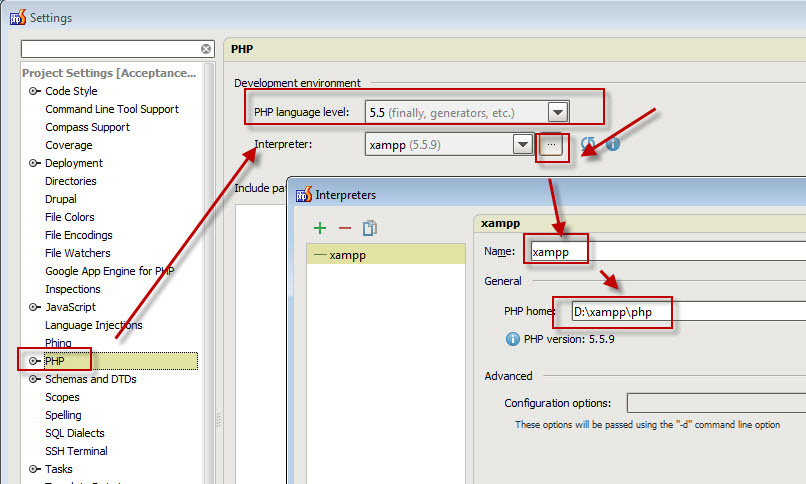 Settings
Project Settings [Acceptance...
Code Style
Command Line Tool Support
Compass Support
Coverage
Deployment
Directories
Drupal
File Colors
File Encodings
File Watchers
Google App Engine for PHP
Inspections
JavaScript
Language Injections
Phing
PHP
Schemas and DTDs
Scopes
Spelling
SQL Dialects
SSH Terminal
Tasks
PHP
Development environment
PHP language level: 5.5 (finally, generators, etc.)
Interpreter: xampp (5.5.9) ...
Include pa
Interpreters
xampp
xampp
Name: xampp
General
PHP home: D:\xampp\php
PHP version: 5.5.9
Advanced
Configuration options:
These options will be passed using the "-d" command line option